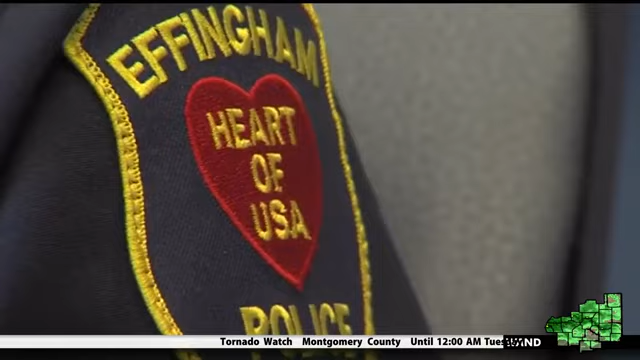 EFFINGHAM
HEART
OF
USA
POLICE
Tornado Watch Montgomery County Until 12:00 AM